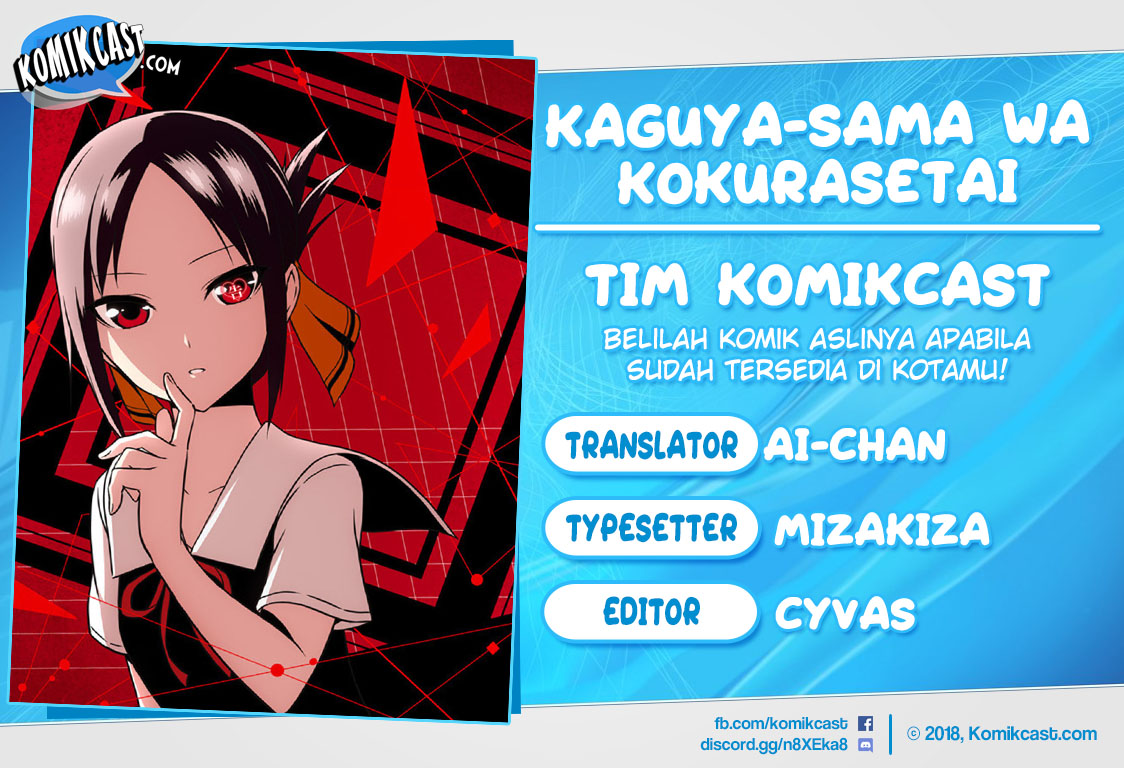 KOMIKCAST
.COM
KAGUYA-SAMA WA
KOKURASETAI
TIM KOMIKCAST
BELILAH KOMIK ASLINYA APABILA
SUDAH TERSEDIA DI KOTAMU!
TRANSLATOR AI-CHAN
TYPESETTER MIZAKIZA
EDITOR CYVAS
fb.com/komikcast
discord.gg/n8XEka8
© 2018, Komikcast.com